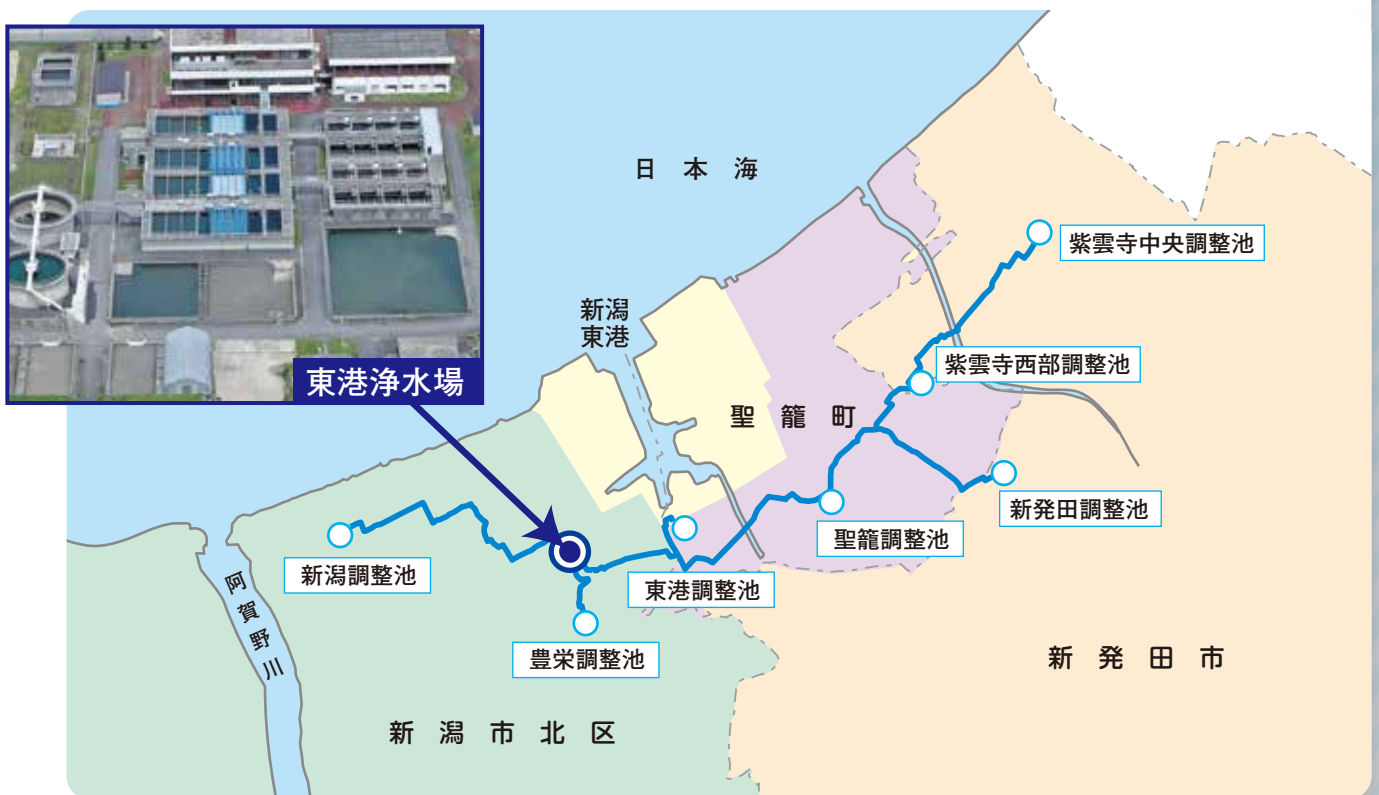 日本海
紫雲寺中央調整池
新潟
東港
紫雲寺西部調整池
東港浄水場
聖籠町
新発田調整池
聖籠調整池
新潟調整池
東港調整池
阿賀野川
豊栄調整池
新発田市
新潟市北区